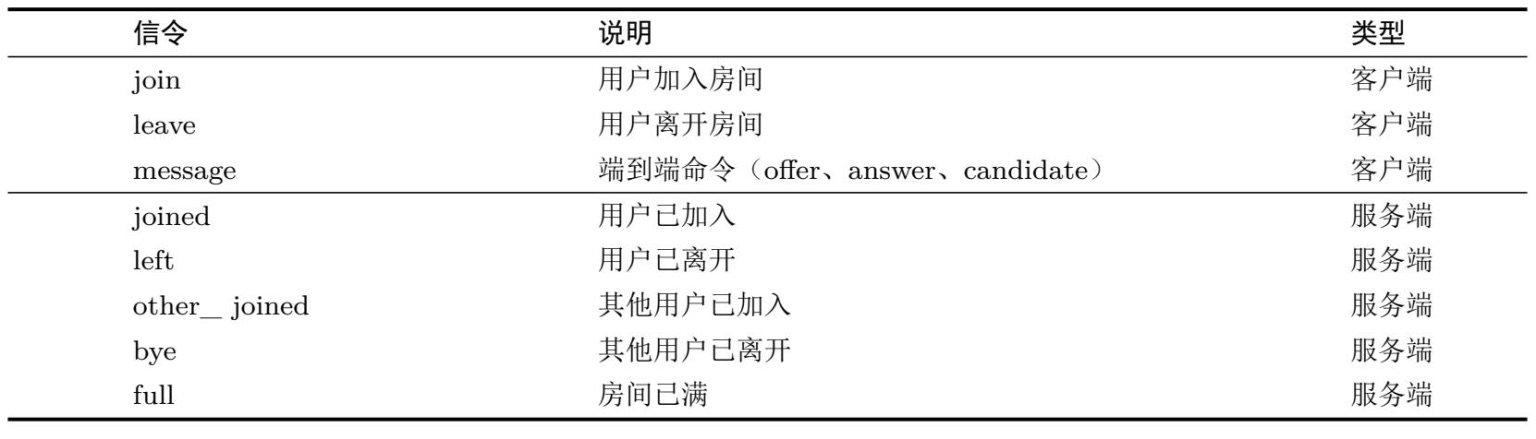 信令 说明 类型
join 用户加入房间 客户端
leave 用户离开房间 客户端
message 端到端命令（offer、answer、candidate） 客户端
joined 用户已加入 服务端
left 用户已离开 服务端
other_ joined 其他用户已加入 服务端
bye 其他用户已离开 服务端
full 房间已满 服务端